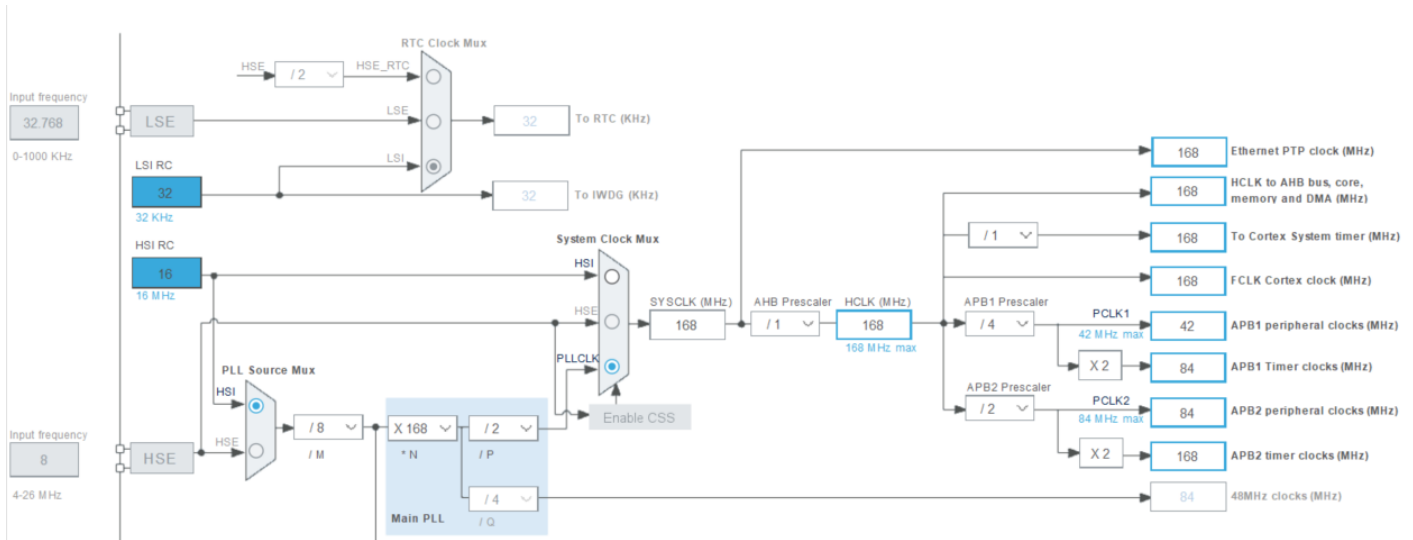 RTC Clock Mux
HSE
/ 2
HSE_RTC
Input frequency
32.768
LSE
LSE
32
To RTC (KHz)
0-1000 KHz
LSI RC
LSI
32
32
To IWDG (KHz)
32 KHz
HSI RC
16
16 MHz
System Clock Mux
HSI
HSE
PLLCLK
SYSCLK (MHz)
168
AHB Prescaler
/ 1
HCLK (MHz)
168
168 MHz max
168
Ethernet PTP clock (MHz)
168
HCLK to AHB bus, core,
memory and DMA (MHz)
/ 1
168
To Cortex System timer (MHz)
168
FCLK Cortex clock (MHz)
APB1 Prescaler
/ 4
PCLK1
42 MHz max
42
APB1 peripheral clocks (MHz)
X 2
84
APB1 Timer clocks (MHz)
APB2 Prescaler
/ 2
PCLK2
84 MHz max
84
APB2 peripheral clocks (MHz)
X 2
168
APB2 timer clocks (MHz)
84
48MHz clocks (MHz)
PLL Source Mux
HSI
HSE
Input frequency
8
4-26 MHz
HSE
/ 8
/ M
X 168
* N
/ 2
/ P
/ 4
/ Q
Main PLL
Enable CSS